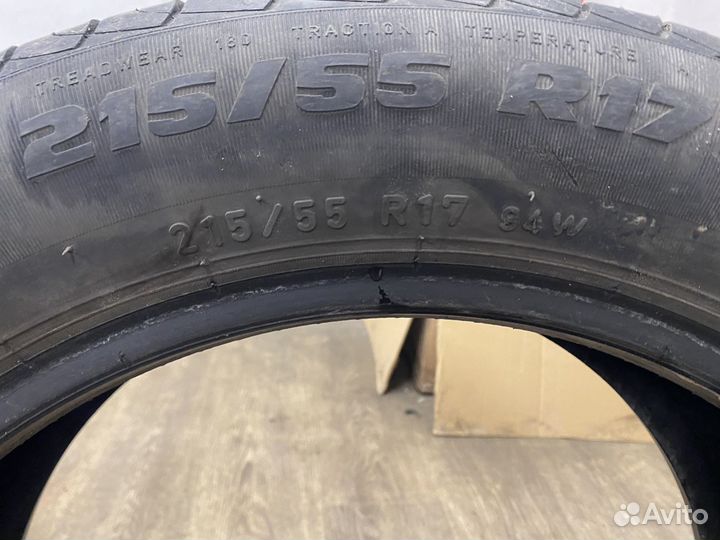 TREADWEAR 180 TRACTION A TEMPERATURE A
215/55 R17
215/55 R17 94W
Avito